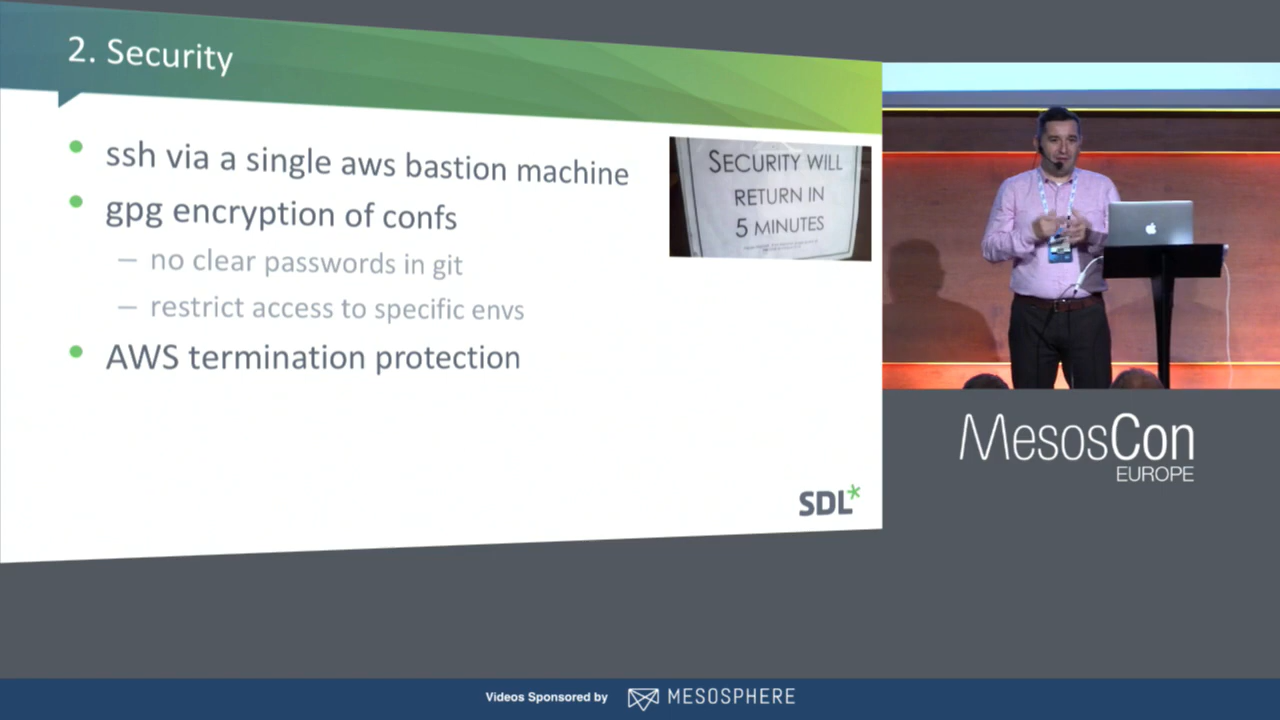 2. Security
ssh via a single aws bastion machine
gpg encryption of confs
– no clear passwords in git
– restrict access to specific envs
AWS termination protection
SECURITY WILL
RETURN IN
5 MINUTES
SDL*
MesosCon
EUROPE
Videos Sponsored by MESOSPHERE